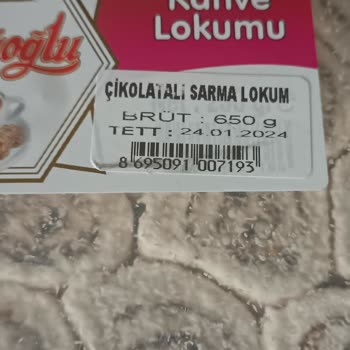 Kahve
Lokumu
oğlu
ÇİKOLATALI SARMA LOKUM
BRÜT : 650 g
TETT : 24.01.2024
8 695091 007193